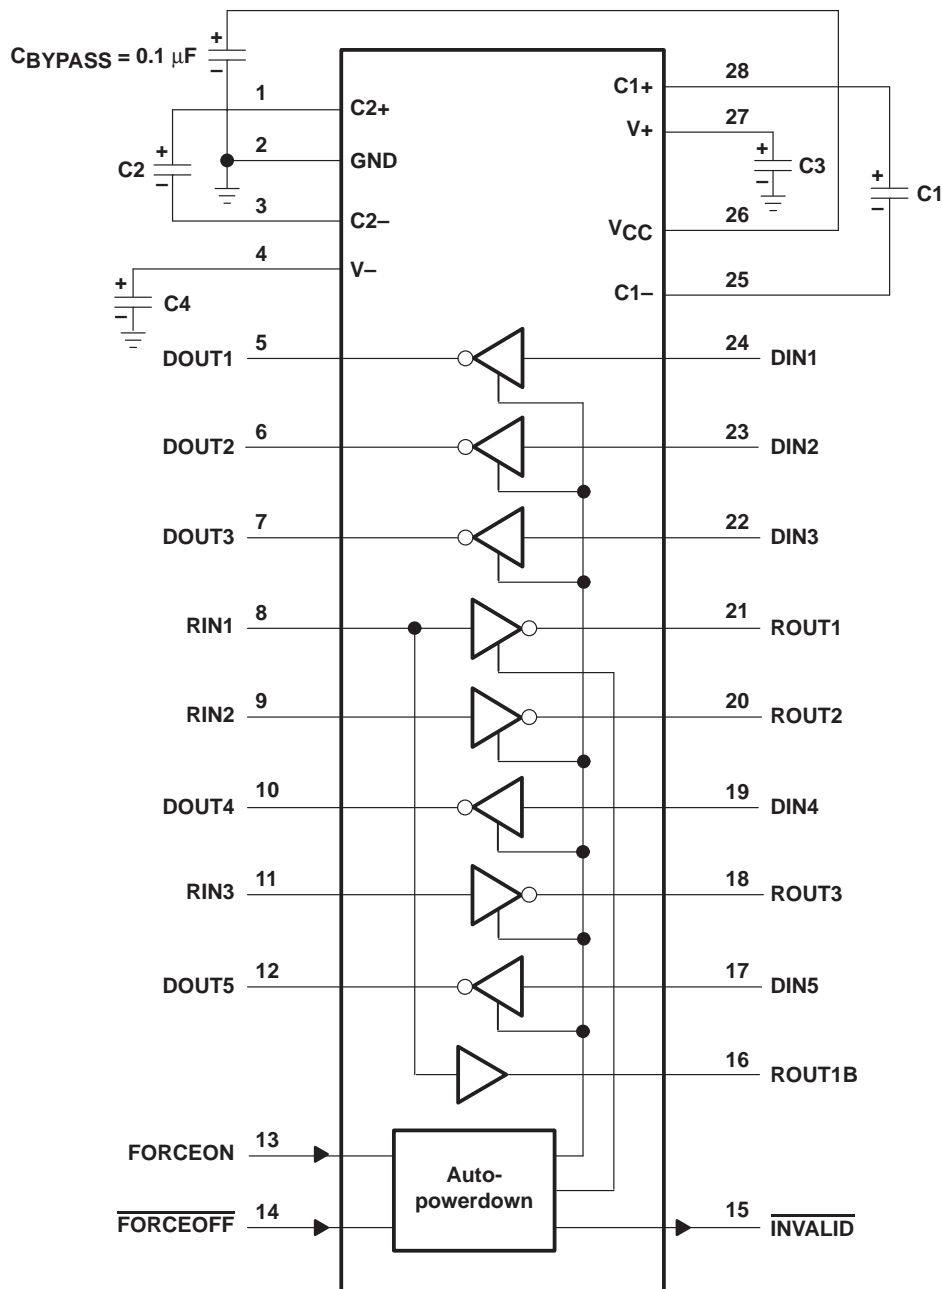 +
CBYPASS = 0.1 μF
–
1
C2+
C1+
28
+
C2
–
2
GND
V+
27
+
C3
–
+
C1
–
3
C2–
VCC
26
4
V–
C1–
25
+
C4
–
DOUT1
5
24
DIN1
DOUT2
6
23
DIN2
DOUT3
7
22
DIN3
RIN1
8
21
ROUT1
RIN2
9
20
ROUT2
DOUT4
10
19
DIN4
RIN3
11
18
ROUT3
DOUT5
12
17
DIN5
16
ROUT1B
FORCEON
13
Auto-
powerdown
FORCEOFF
14
15
INVALID